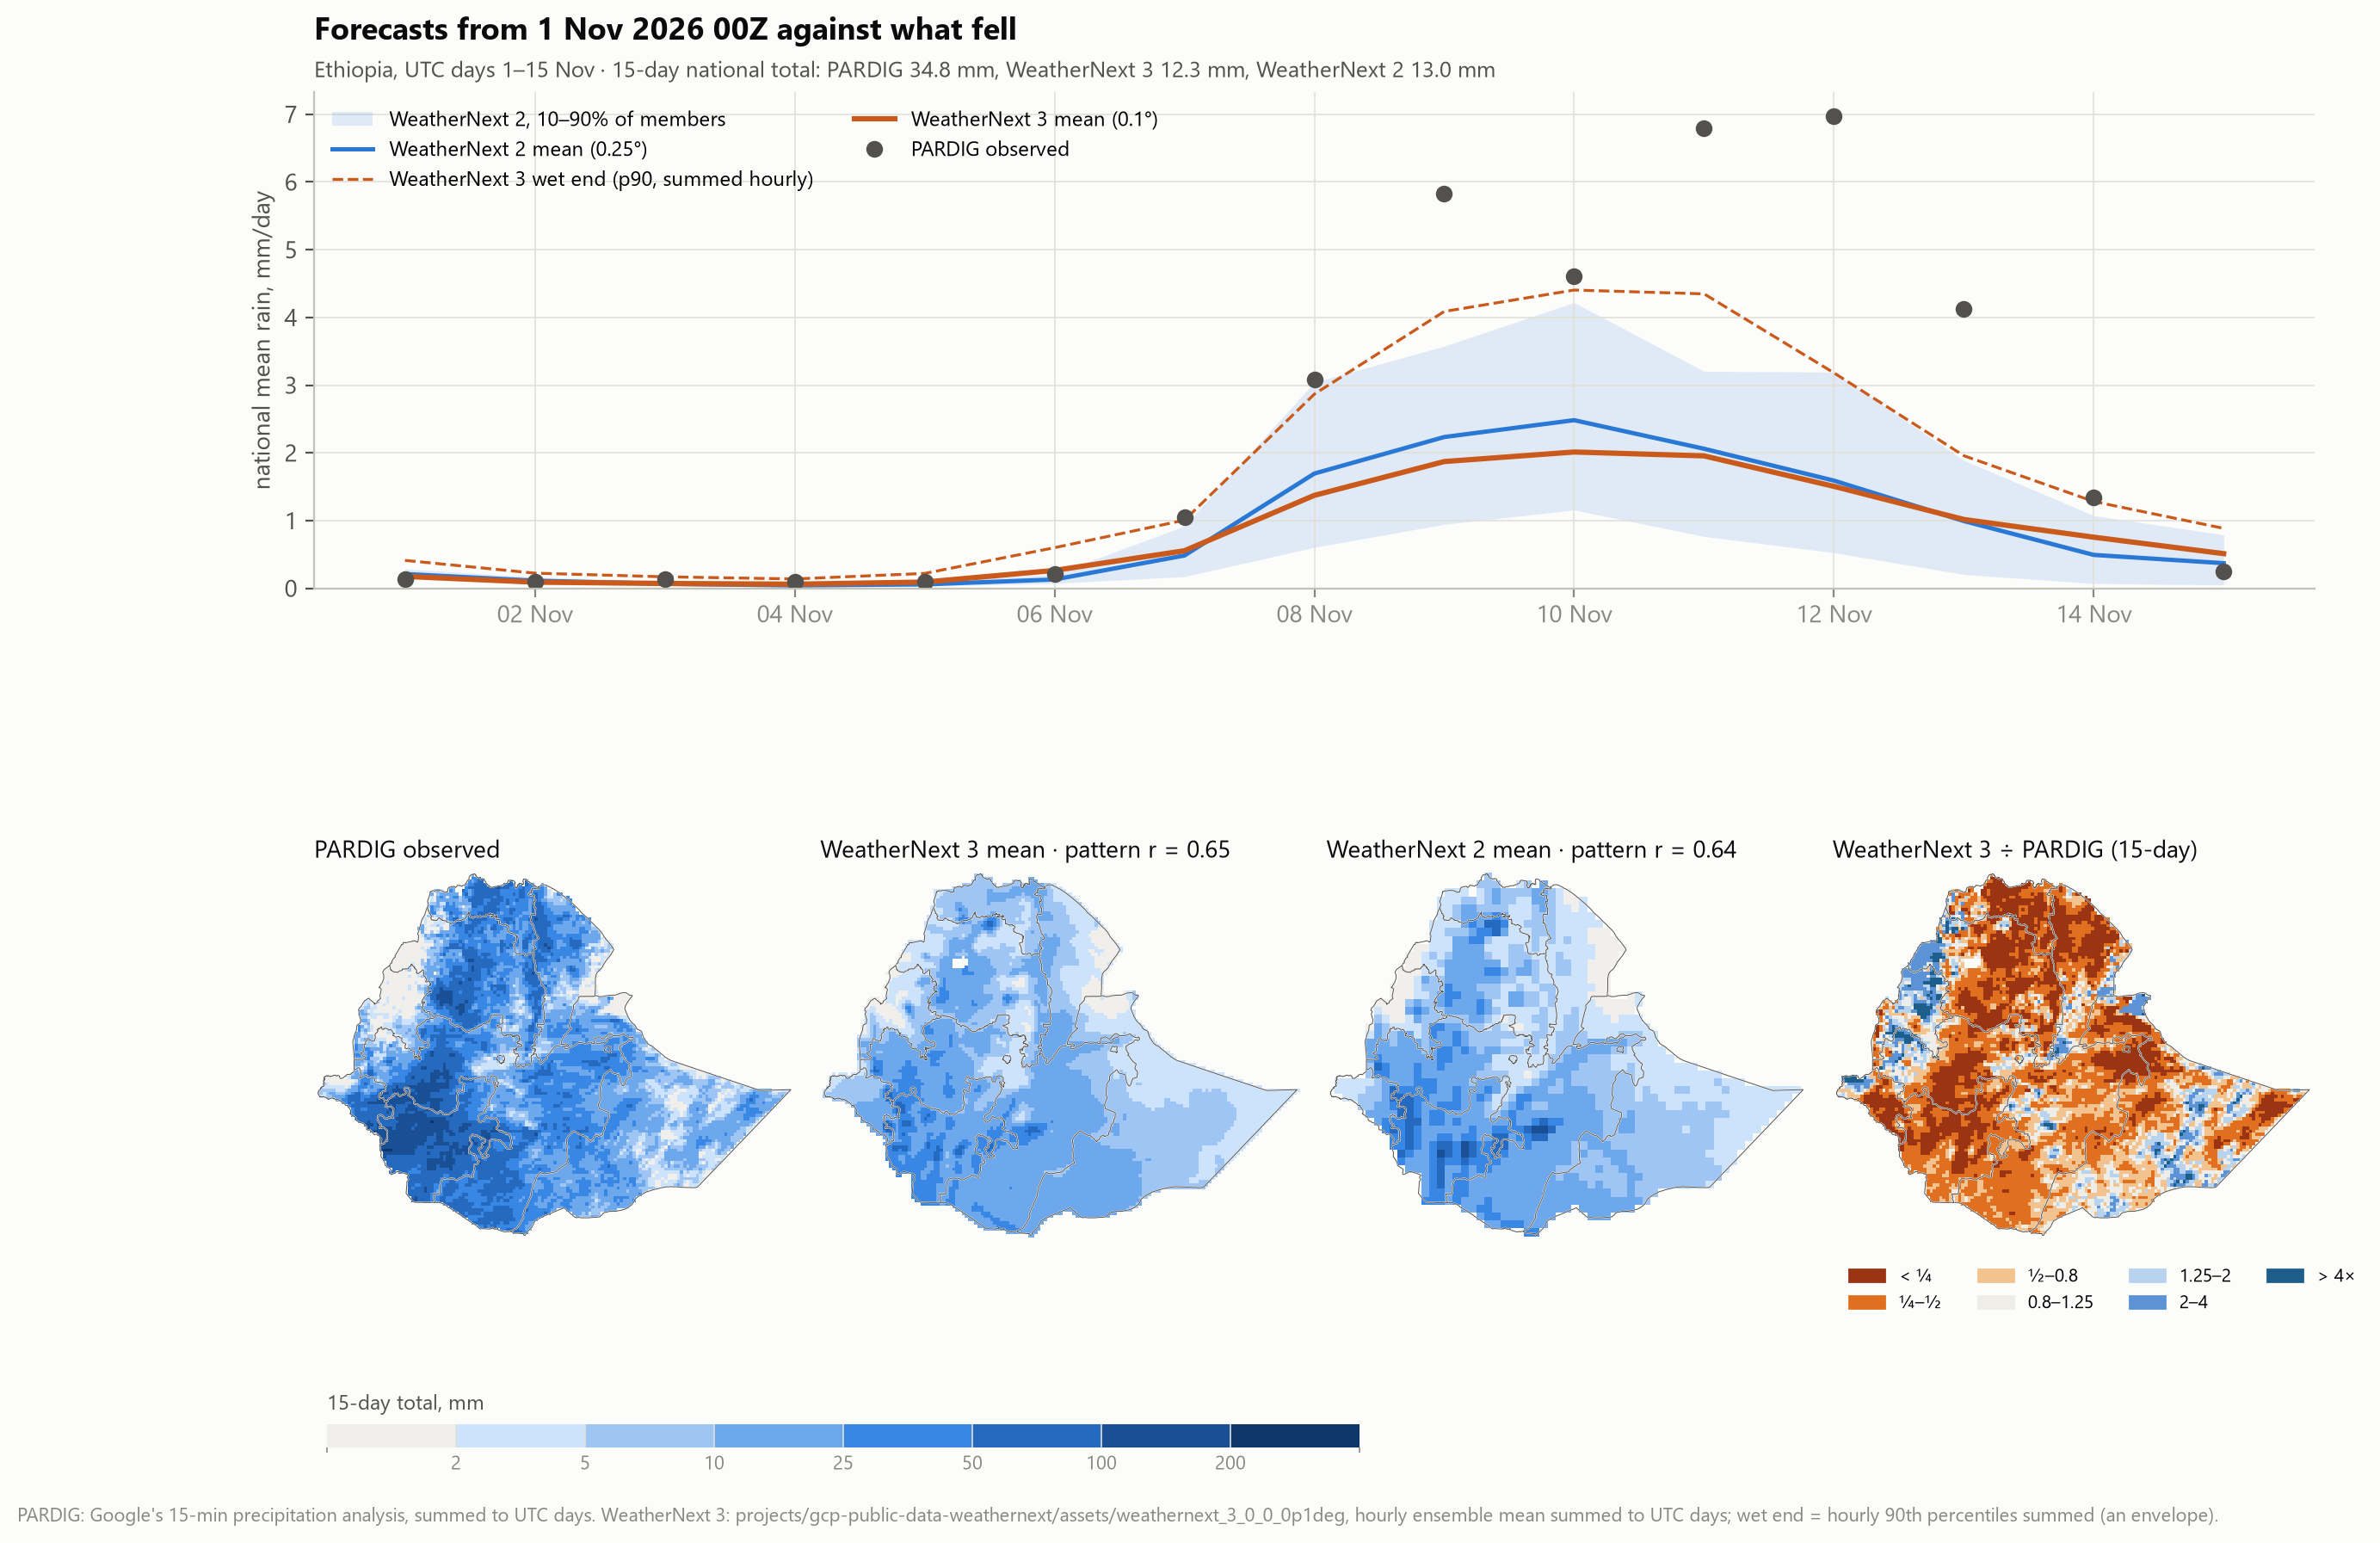 Forecasts from 1 Nov 2026 00Z against what fell
Ethiopia, UTC days 1–15 Nov · 15-day national total: PARDIG 34.8 mm, WeatherNext 3 12.3 mm, WeatherNext 2 13.0 mm
WeatherNext 2, 10–90% of members
WeatherNext 2 mean (0.25°)
WeatherNext 3 wet end (p90, summed hourly)
WeatherNext 3 mean (0.1°)
PARDIG observed
national mean rain, mm/day
7
6
5
4
3
2
1
0
02 Nov
04 Nov
06 Nov
08 Nov
10 Nov
12 Nov
14 Nov
PARDIG observed
WeatherNext 3 mean · pattern r = 0.65
WeatherNext 2 mean · pattern r = 0.64
WeatherNext 3 ÷ PARDIG (15-day)
< ¼
¼–½
½–0.8
0.8–1.25
1.25–2
2–4
> 4×
15-day total, mm
2
5
10
25
50
100
200
PARDIG: Google's 15-min precipitation analysis, summed to UTC days. WeatherNext 3: projects/gcp-public-data-weathernext/assets/weathernext_3_0_0_0p1deg, hourly ensemble mean summed to UTC days; wet end = hourly 90th percentiles summed (an envelope).